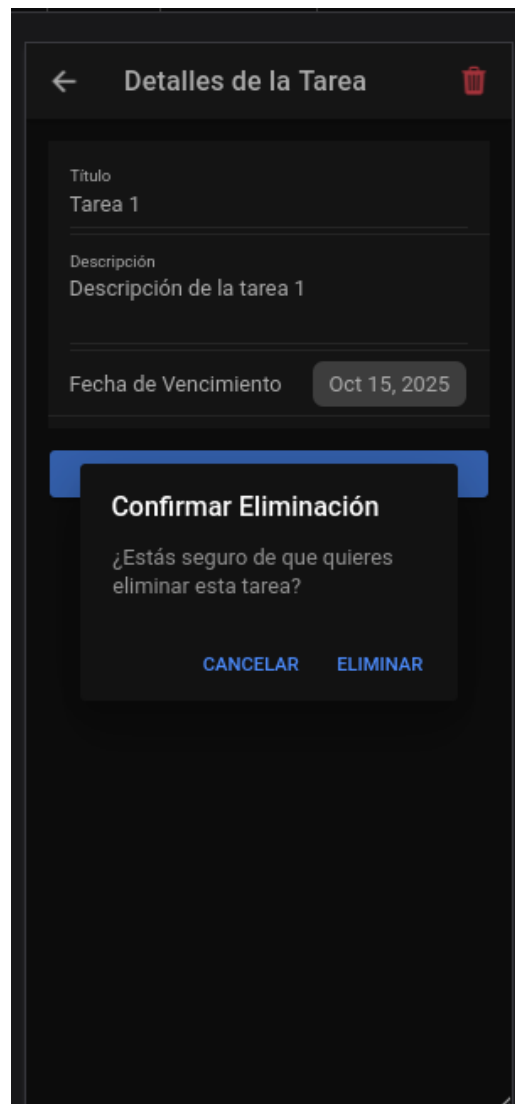 Detalles de la Tarea
Título
Tarea 1
Descripción
Descripción de la tarea 1
Fecha de Vencimiento Oct 15, 2025
Confirmar Eliminación
¿Estás seguro de que quieres
eliminar esta tarea?
CANCELAR ELIMINAR